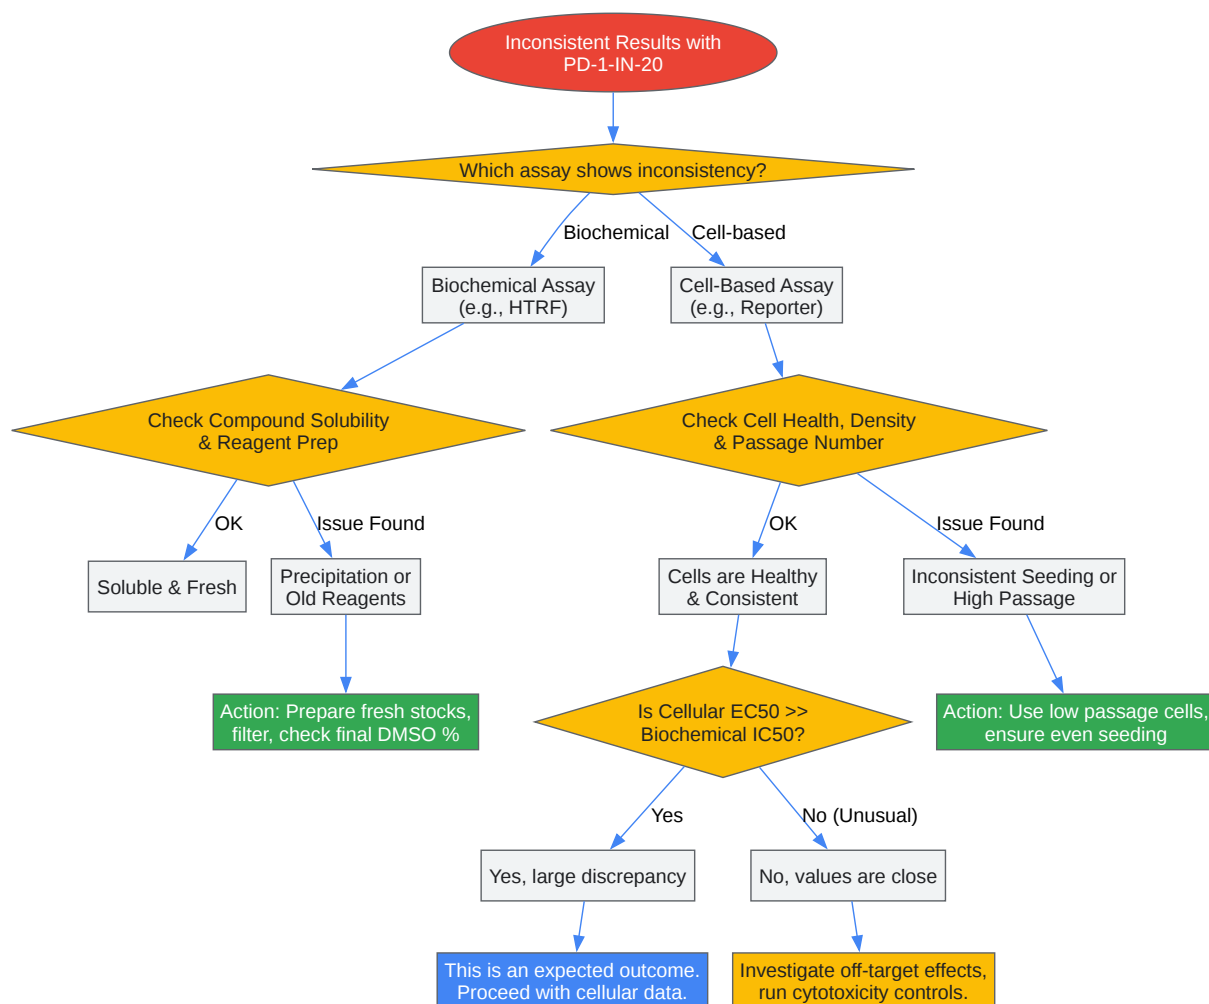 Inconsistent Results with
PD-1-IN-20
Which assay shows inconsistency?
Biochemical
Cell-based
Biochemical Assay
(e.g., HTRF)
Cell-Based Assay
(e.g., Reporter)
Check Compound Solubility
& Reagent Prep
Check Cell Health, Density
& Passage Number
OK
Issue Found
OK
Issue Found
Soluble & Fresh
Precipitation or
Old Reagents
Cells are Healthy
& Consistent
Inconsistent Seeding or
High Passage
Action: Prepare fresh stocks,
filter, check final DMSO %
Is Cellular EC50 >>
Biochemical IC50?
Action: Use low passage cells,
ensure even seeding
Yes
No (Unusual)
Yes, large discrepancy
No, values are close
This is an expected outcome.
Proceed with cellular data.
Investigate off-target effects,
run cytotoxicity controls.